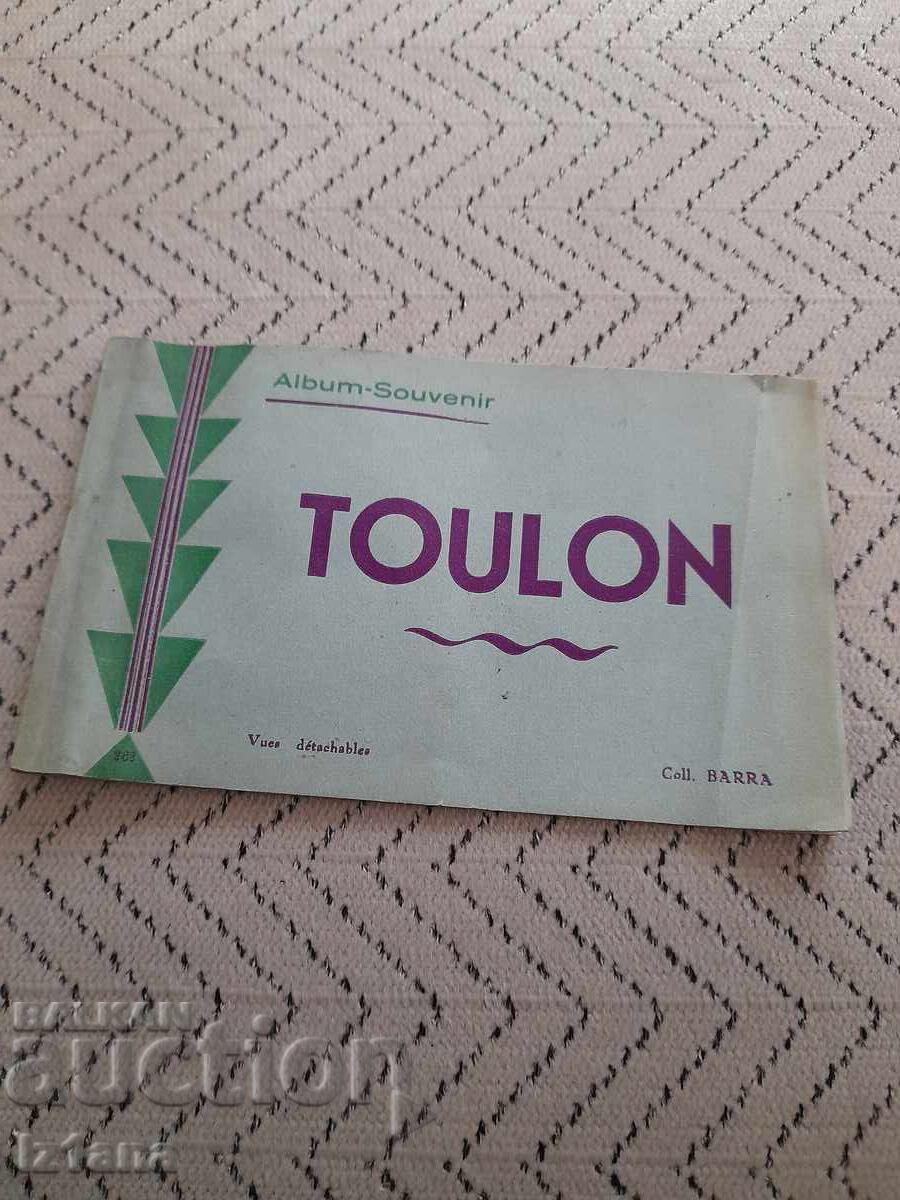 Album-Souvenir
TOULON
Vues détachables
Coll. BARRA
BALKAN
auction
iz1ana